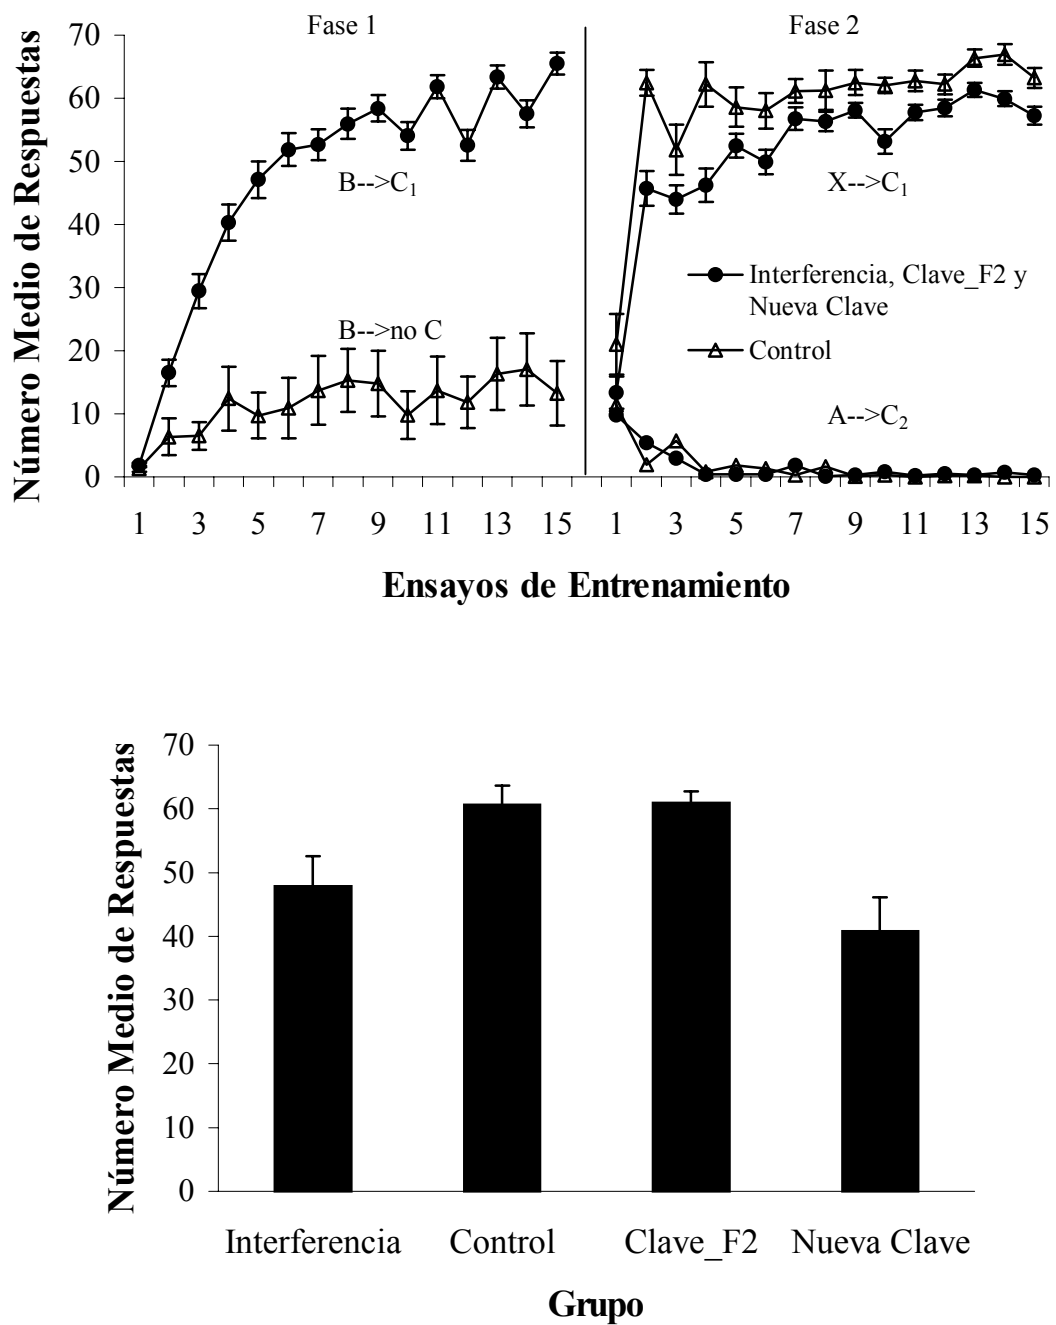 Fase 1
Fase 2
Número Medio de Respuestas
70
60
50
40
30
20
10
0
B-->C₁
B-->no C
X-->C₁
Interferencia, Clave_F2 y
Nueva Clave
Control
A-->C₂
1 3 5 7 9 11 13 15 1 3 5 7 9 11 13 15
Ensayos de Entrenamiento
Número Medio de Respuestas
70
60
50
40
30
20
10
0
Interferencia Control Clave_F2 Nueva Clave
Grupo